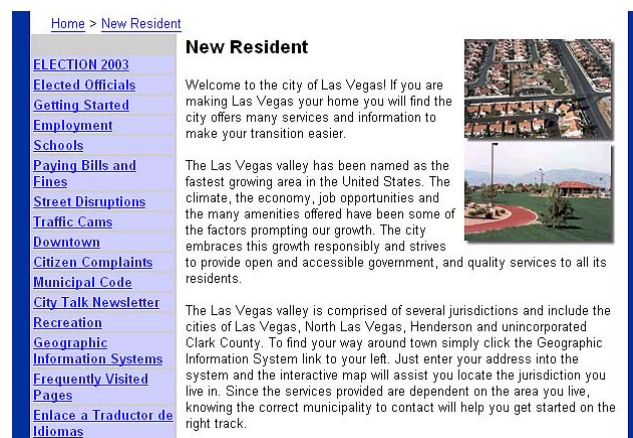 Home > New Resident
ELECTION 2003
Elected Officials
Getting Started
Employment
Schools
Paying Bills and
Fines
Street Disruptions
Traffic Cams
Downtown
Citizen Complaints
Municipal Code
City Talk Newsletter
Recreation
Geographic
Information Systems
Frequently Visited
Pages
Enlace a Traductor de
Idiomas
New Resident
Welcome to the city of Las Vegas! If you are
making Las Vegas your home you will find the
city offers many services and information to
make your transition easier.
The Las Vegas valley has been named as the
fastest growing area in the United States. The
climate, the economy, job opportunities and
the many amenities offered have been some of
the factors prompting our growth. The city
embraces this growth responsibly and strives
to provide open and accessible government, and quality services to all its
residents.
The Las Vegas valley is comprised of several jurisdictions and include the
cities of Las Vegas, North Las Vegas, Henderson and unincorporated
Clark County. To find your way around town simply click the Geographic
Information System link to your left. Just enter your address into the
system and the interactive map will assist you locate the jurisdiction you
live in. Since the services provided are dependent on the area you live,
knowing the correct municipality to contact will help you get started on the
right track.